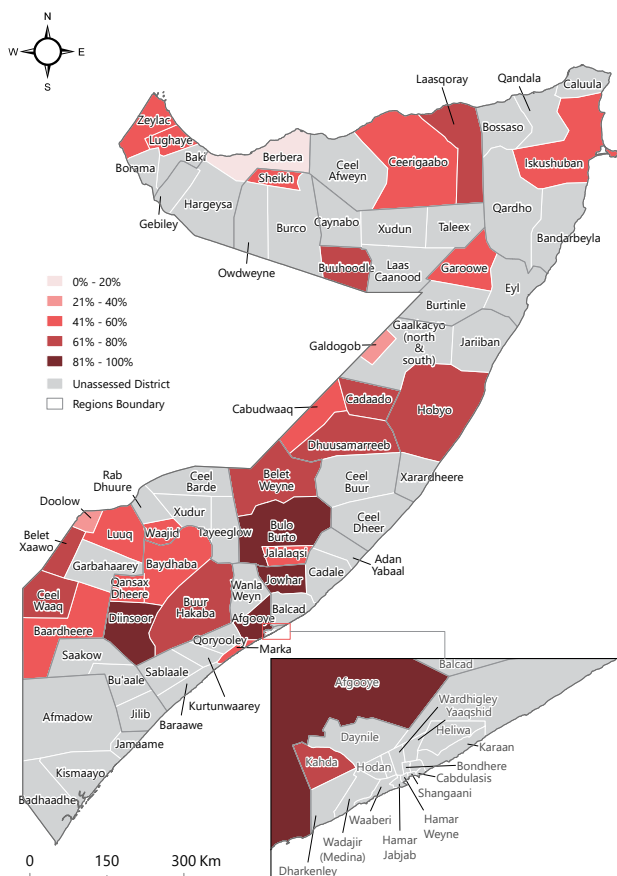 N
W
E
S
Laasqoray
Qandala
Caluula
Zeylac
Lughaye
Bossaso
Borama
Baki
Berbera
Ceel
Afweyn
Ceerigaabo
Iskushuban
Sheikh
Gebiley
Hargeysa
Burco
Caynabo
Xudun
Taleex
Qardho
Bandarbeyla
Owdweyne
Buuhoodle
Laas
Caanood
Garoowe
Eyl
Burtinle
0% - 20%
21% - 40%
41% - 60%
61% - 80%
81% - 100%
Unassessed District
Regions Boundary
Galdogob
Gaalkacyo
(north
&
south)
Jariiban
Cabudwaaq
Cadaado
Hobyo
Dhuusamarreeb
Rab
Dhuure
Ceel
Barde
Belet
Weyne
Ceel
Buur
Xarardheere
Doolow
Xudur
Belet
Xaawo
Luuq
Waajid
Tayeeglow
Bulo
Burto
Ceel
Dheer
Jalalaqsi
Garbahaarey
Baydhaba
Adan
Yabaal
Qansax
Dheere
Wanla
Weyn
Jowhar
Cadale
Ceel
Waaq
Buur
Hakaba
Diinsoor
Afgooye
Balcad
Baardheere
Qoryooley
Marka
Saakow
Bu'aale
Sablaale
Kurtunwaarey
Afmadow
Jilib
Baraawe
Jamaame
Kismaayo
Badhaadhe
Balcad
Afgooye
Wardhigley
Yaaqshid
Daynile
Heliwa
Karaan
Kahda
Hodan
Bondhere
Cabdulasis
Shangaani
Waaberi
Hamar
Weyne
Wadajir
(Medina)
Hamar
Jabjab
Dharkenley
0 150 300 Km